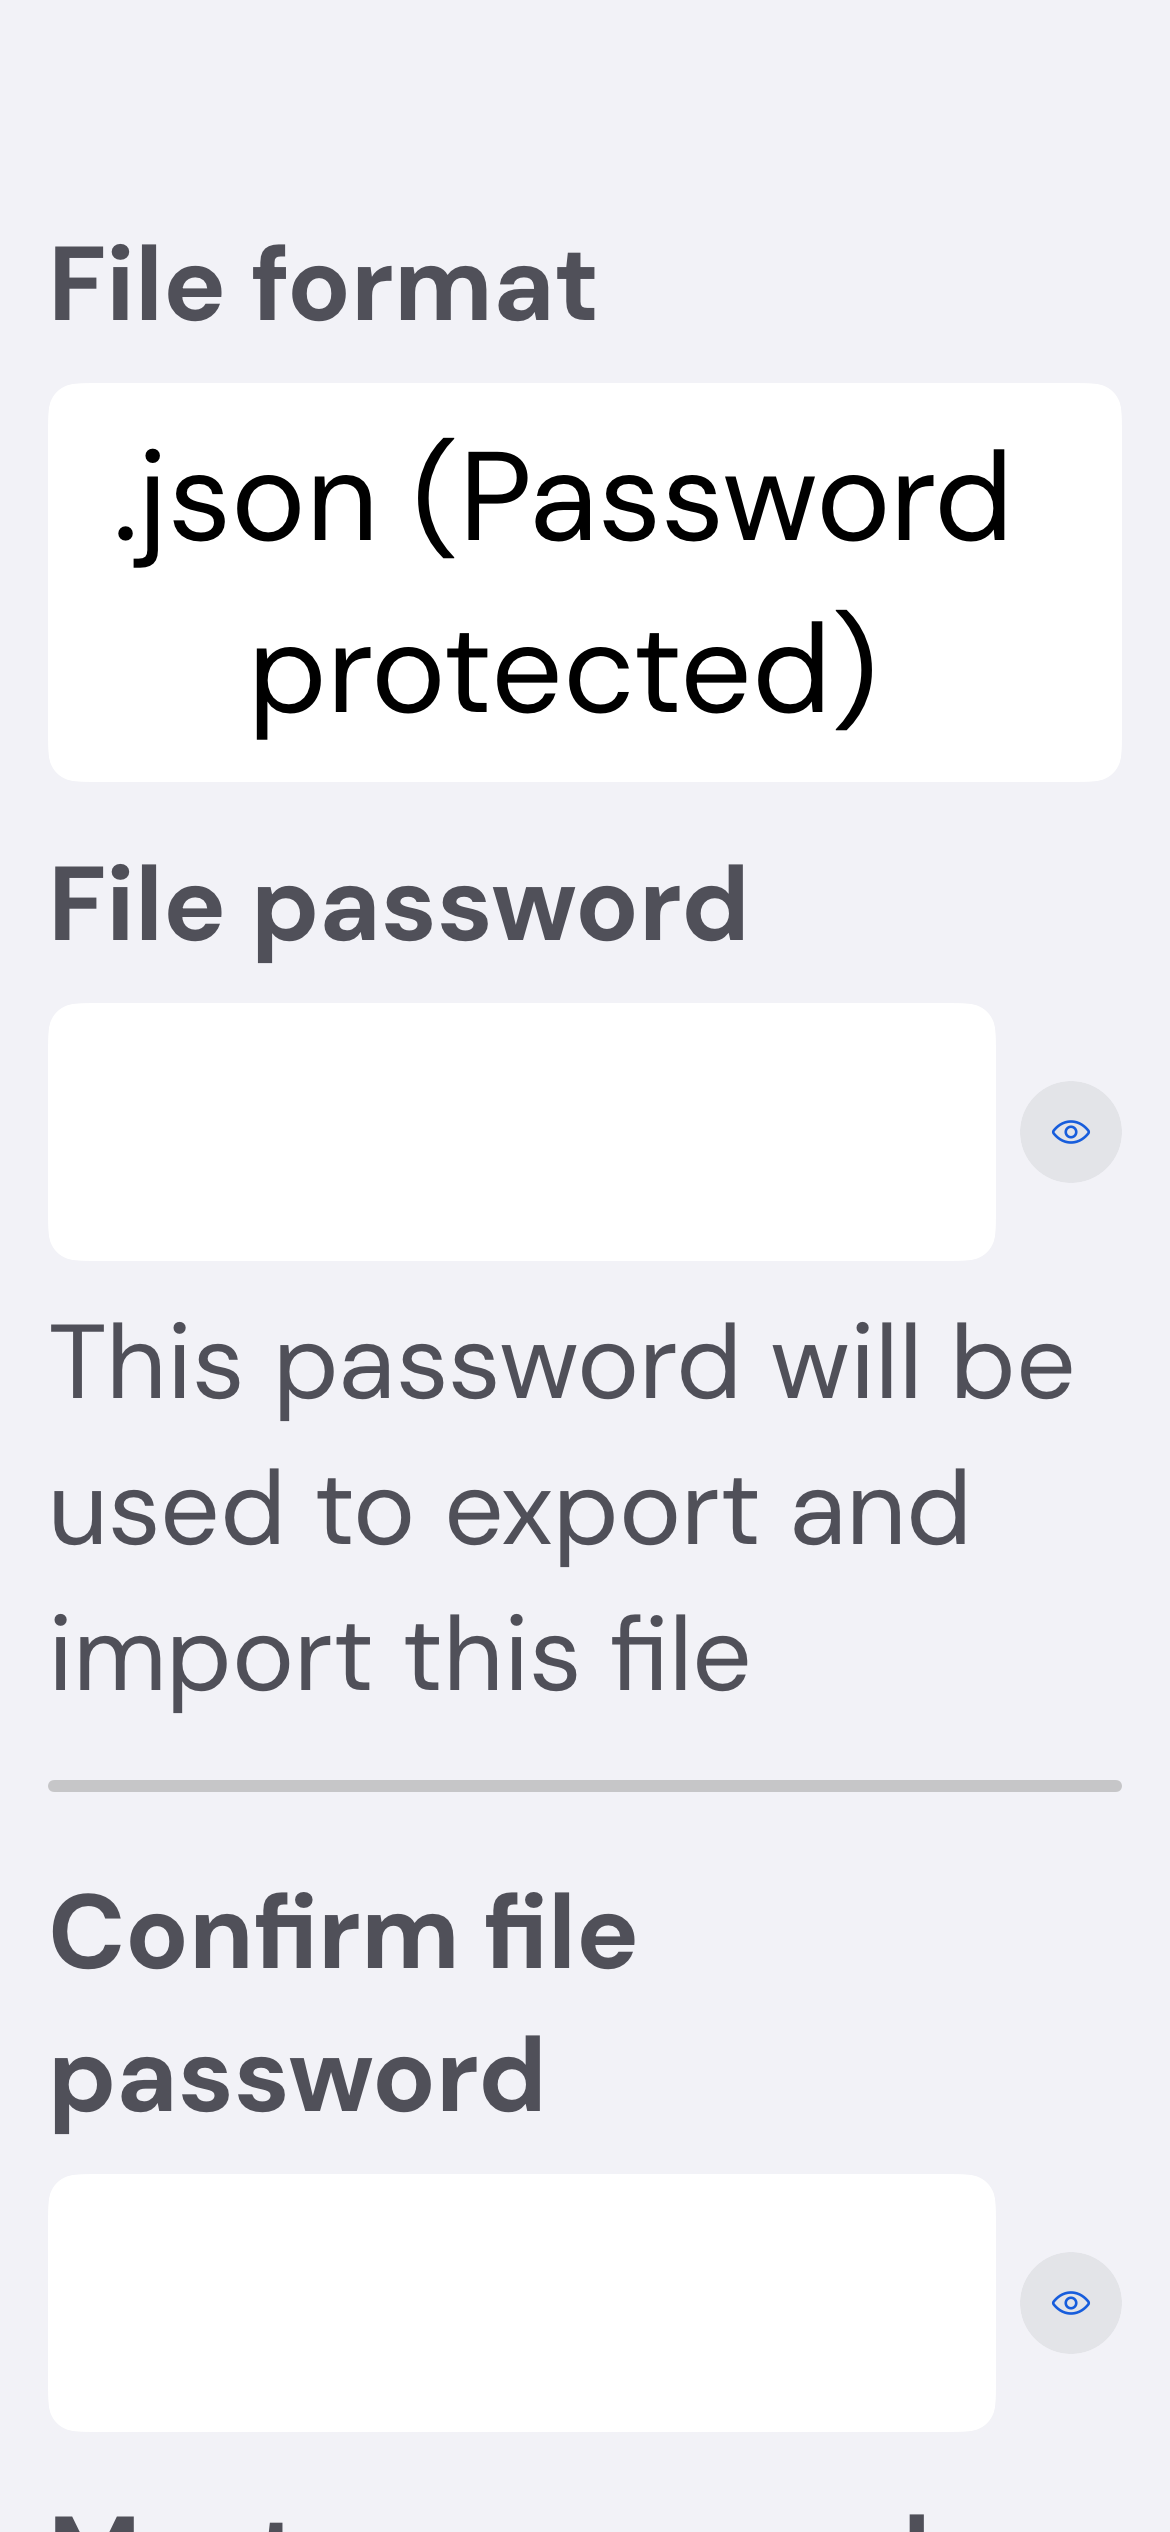 File format
.json (Password
protected)
File password
This password will be
used to export and
import this file
Confirm file
password